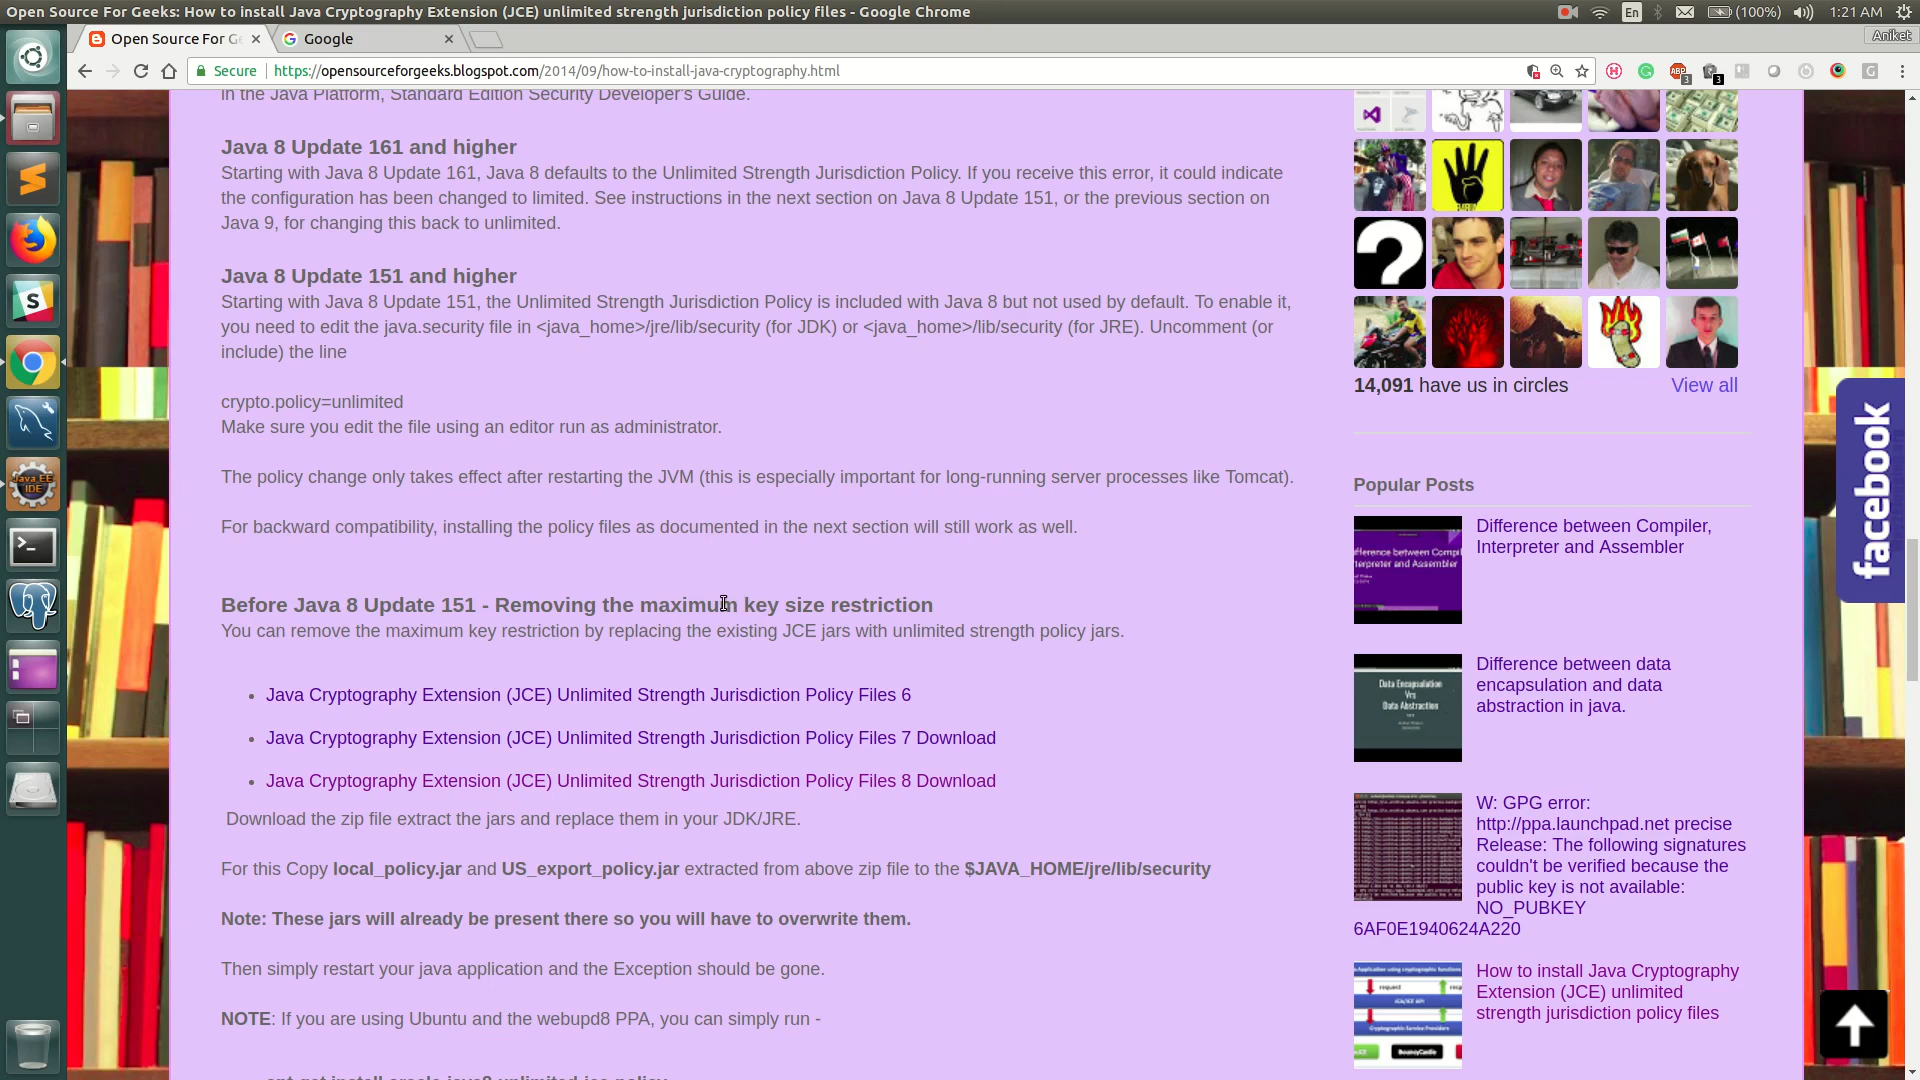 Open Source For Geeks: How to install Java Cryptography Extension (JCE) unlimited strength jurisdiction policy files - Google Chrome
En
(100%)
1:21 AM
Open Source For Ge
Google
Aniket
Secure
https://opensourceforgeeks.blogspot.com/2014/09/how-to-install-java-cryptography.html
in the Java Platform, Standard Edition Security Developer's Guide.
Java 8 Update 161 and higher
Starting with Java 8 Update 161, Java 8 defaults to the Unlimited Strength Jurisdiction Policy. If you receive this error, it could indicate
the configuration has been changed to limited. See instructions in the next section on Java 8 Update 151, or the previous section on
Java 9, for changing this back to unlimited.
Java 8 Update 151 and higher
Starting with Java 8 Update 151, the Unlimited Strength Jurisdiction Policy is included with Java 8 but not used by default. To enable it,
you need to edit the java.security file in <java_home>/jre/lib/security (for JDK) or <java_home>/lib/security (for JRE). Uncomment (or
include) the line
crypto.policy=unlimited
Make sure you edit the file using an editor run as administrator.
The policy change only takes effect after restarting the JVM (this is especially important for long-running server processes like Tomcat).
For backward compatibility, installing the policy files as documented in the next section will still work as well.
Before Java 8 Update 151 - Removing the maximum key size restriction
You can remove the maximum key restriction by replacing the existing JCE jars with unlimited strength policy jars.
Java Cryptography Extension (JCE) Unlimited Strength Jurisdiction Policy Files 6
Java Cryptography Extension (JCE) Unlimited Strength Jurisdiction Policy Files 7 Download
Java Cryptography Extension (JCE) Unlimited Strength Jurisdiction Policy Files 8 Download
Download the zip file extract the jars and replace them in your JDK/JRE.
For this Copy local_policy.jar and US_export_policy.jar extracted from above zip file to the $JAVA_HOME/jre/lib/security
Note: These jars will already be present there so you will have to overwrite them.
Then simply restart your java application and the Exception should be gone.
NOTE: If you are using Ubuntu and the webupd8 PPA, you can simply run -
apt-get install oracle-java8-unlimited-jce-policy
14,091 have us in circles
View all
Popular Posts
Difference between Compiler,
Interpreter and Assembler
Difference between data
encapsulation and data
abstraction in java.
Data Encapsulation
Vrs
Data Abstraction
W: GPG error:
http://ppa.launchpad.net precise
Release: The following signatures
couldn't be verified because the
public key is not available:
NO_PUBKEY
6AF0E1940624A220
How to install Java Cryptography
Extension (JCE) unlimited
strength jurisdiction policy files
facebook
Java EE
IDE